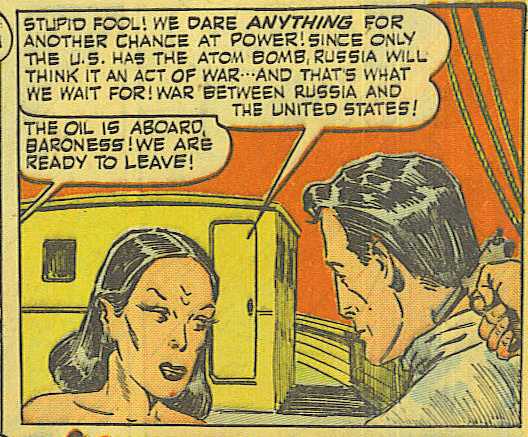 STUPID FOOL! WE DARE ANYTHING FOR
ANOTHER CHANCE AT POWER! SINCE ONLY
THE U.S. HAS THE ATOM BOMB, RUSSIA WILL
THINK IT AN ACT OF WAR---AND THAT'S WHAT
WE WAIT FOR! WAR BETWEEN RUSSIA AND
THE UNITED STATES!
THE OIL IS ABOARD,
BARONESS! WE ARE
READY TO LEAVE!